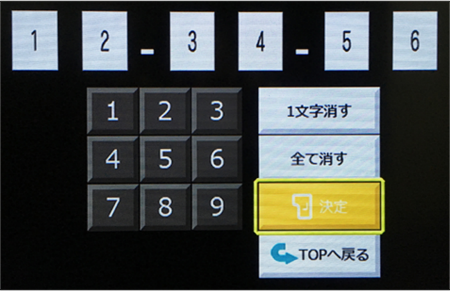 1 2 - 3 4 - 5 6
1 2 3 1文字消す
4 5 6 全て消す
7 8 9 決定
TOPへ戻る